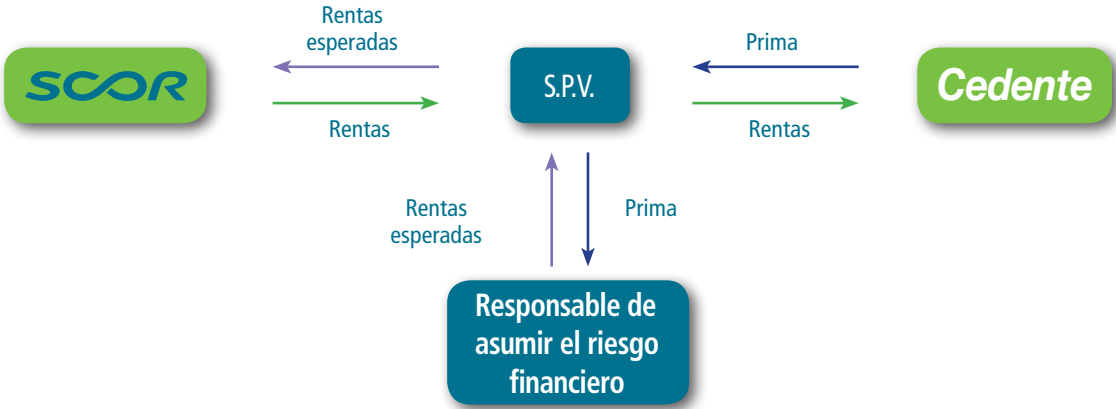 Rentas
esperadas
Prima
SCOR
S.P.V.
Cedente
Rentas
Rentas
Rentas
esperadas
Prima
Responsable de
asumir el riesgo
financiero